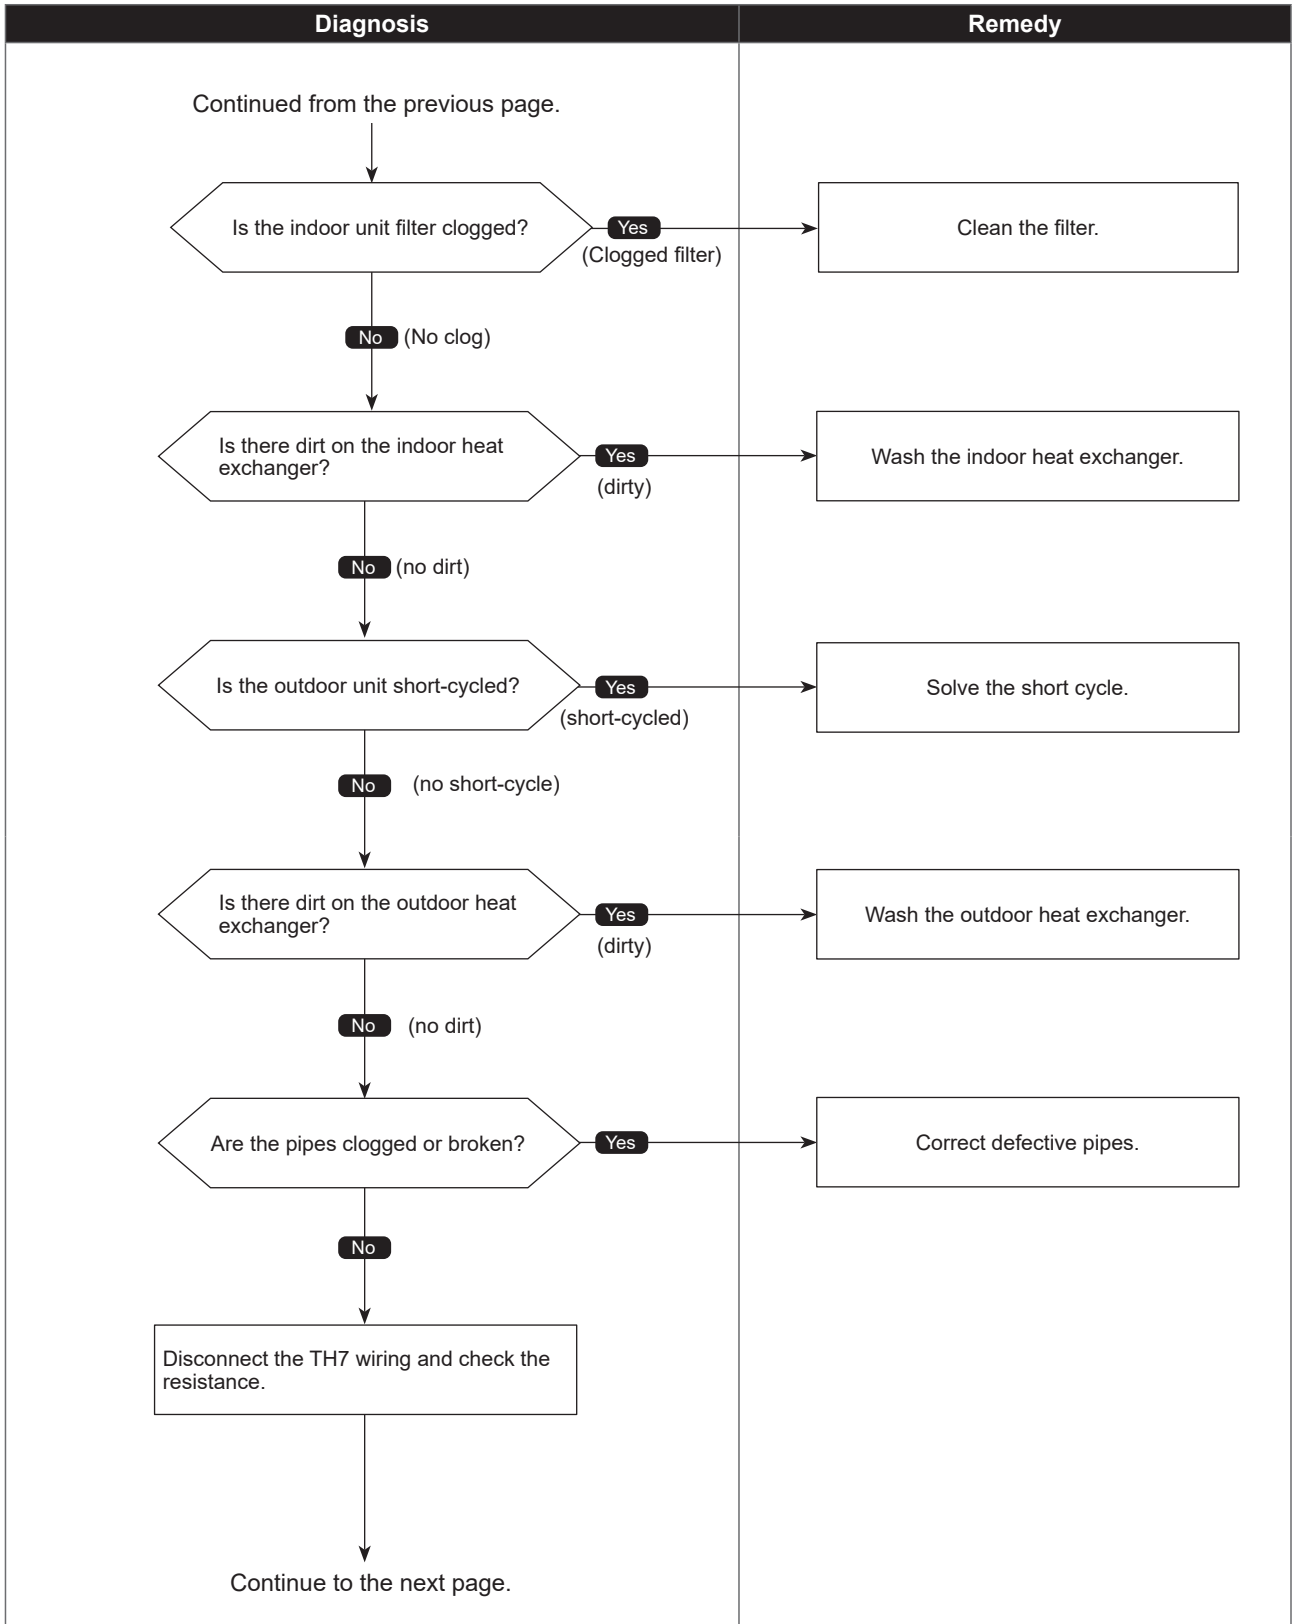 Diagnosis
Remedy
Continued from the previous page.
Is the indoor unit filter clogged?
Yes
(Clogged filter)
Clean the filter.
No (No clog)
Is there dirt on the indoor heat
exchanger?
Yes
(dirty)
Wash the indoor heat exchanger.
No (no dirt)
Is the outdoor unit short-cycled?
Yes
(short-cycled)
Solve the short cycle.
No (no short-cycle)
Is there dirt on the outdoor heat
exchanger?
Yes
(dirty)
Wash the outdoor heat exchanger.
No (no dirt)
Are the pipes clogged or broken?
Yes
Correct defective pipes.
No
Disconnect the TH7 wiring and check the
resistance.
Continue to the next page.